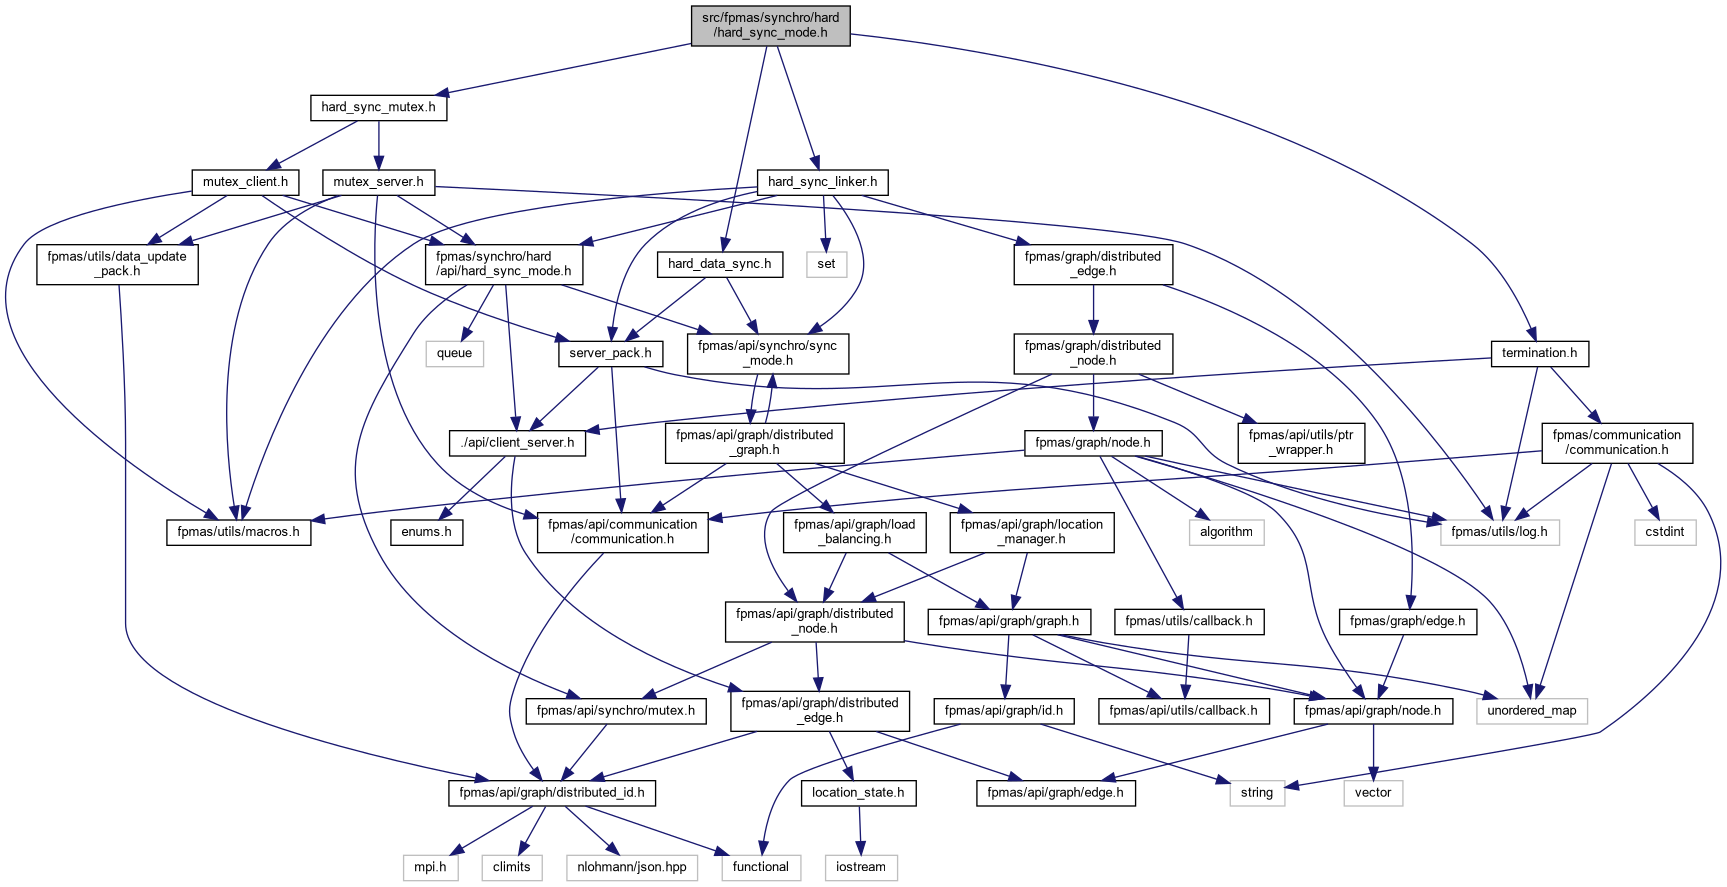 src/fpmas/synchro/hard
/hard_sync_mode.h
hard_sync_mutex.h
mutex_client.h
mutex_server.h
hard_sync_linker.h
fpmas/utils/data_update
_pack.h
fpmas/synchro/hard
/api/hard_sync_mode.h
hard_data_sync.h
set
fpmas/graph/distributed
_edge.h
queue
server_pack.h
fpmas/api/synchro/sync
_mode.h
fpmas/graph/distributed
_node.h
termination.h
./api/client_server.h
fpmas/api/graph/distributed
_graph.h
fpmas/graph/node.h
fpmas/api/utils/ptr
_wrapper.h
fpmas/communication
/communication.h
fpmas/utils/macros.h
enums.h
fpmas/api/communication
/communication.h
fpmas/api/graph/load
_balancing.h
fpmas/api/graph/location
_manager.h
algorithm
fpmas/utils/log.h
cstdint
fpmas/api/graph/distributed
_node.h
fpmas/api/graph/graph.h
fpmas/utils/callback.h
fpmas/graph/edge.h
fpmas/api/synchro/mutex.h
fpmas/api/graph/distributed
_edge.h
fpmas/api/graph/id.h
fpmas/api/utils/callback.h
fpmas/api/graph/node.h
unordered_map
fpmas/api/graph/distributed_id.h
location_state.h
fpmas/api/graph/edge.h
string
vector
mpi.h
climits
nlohmann/json.hpp
functional
iostream